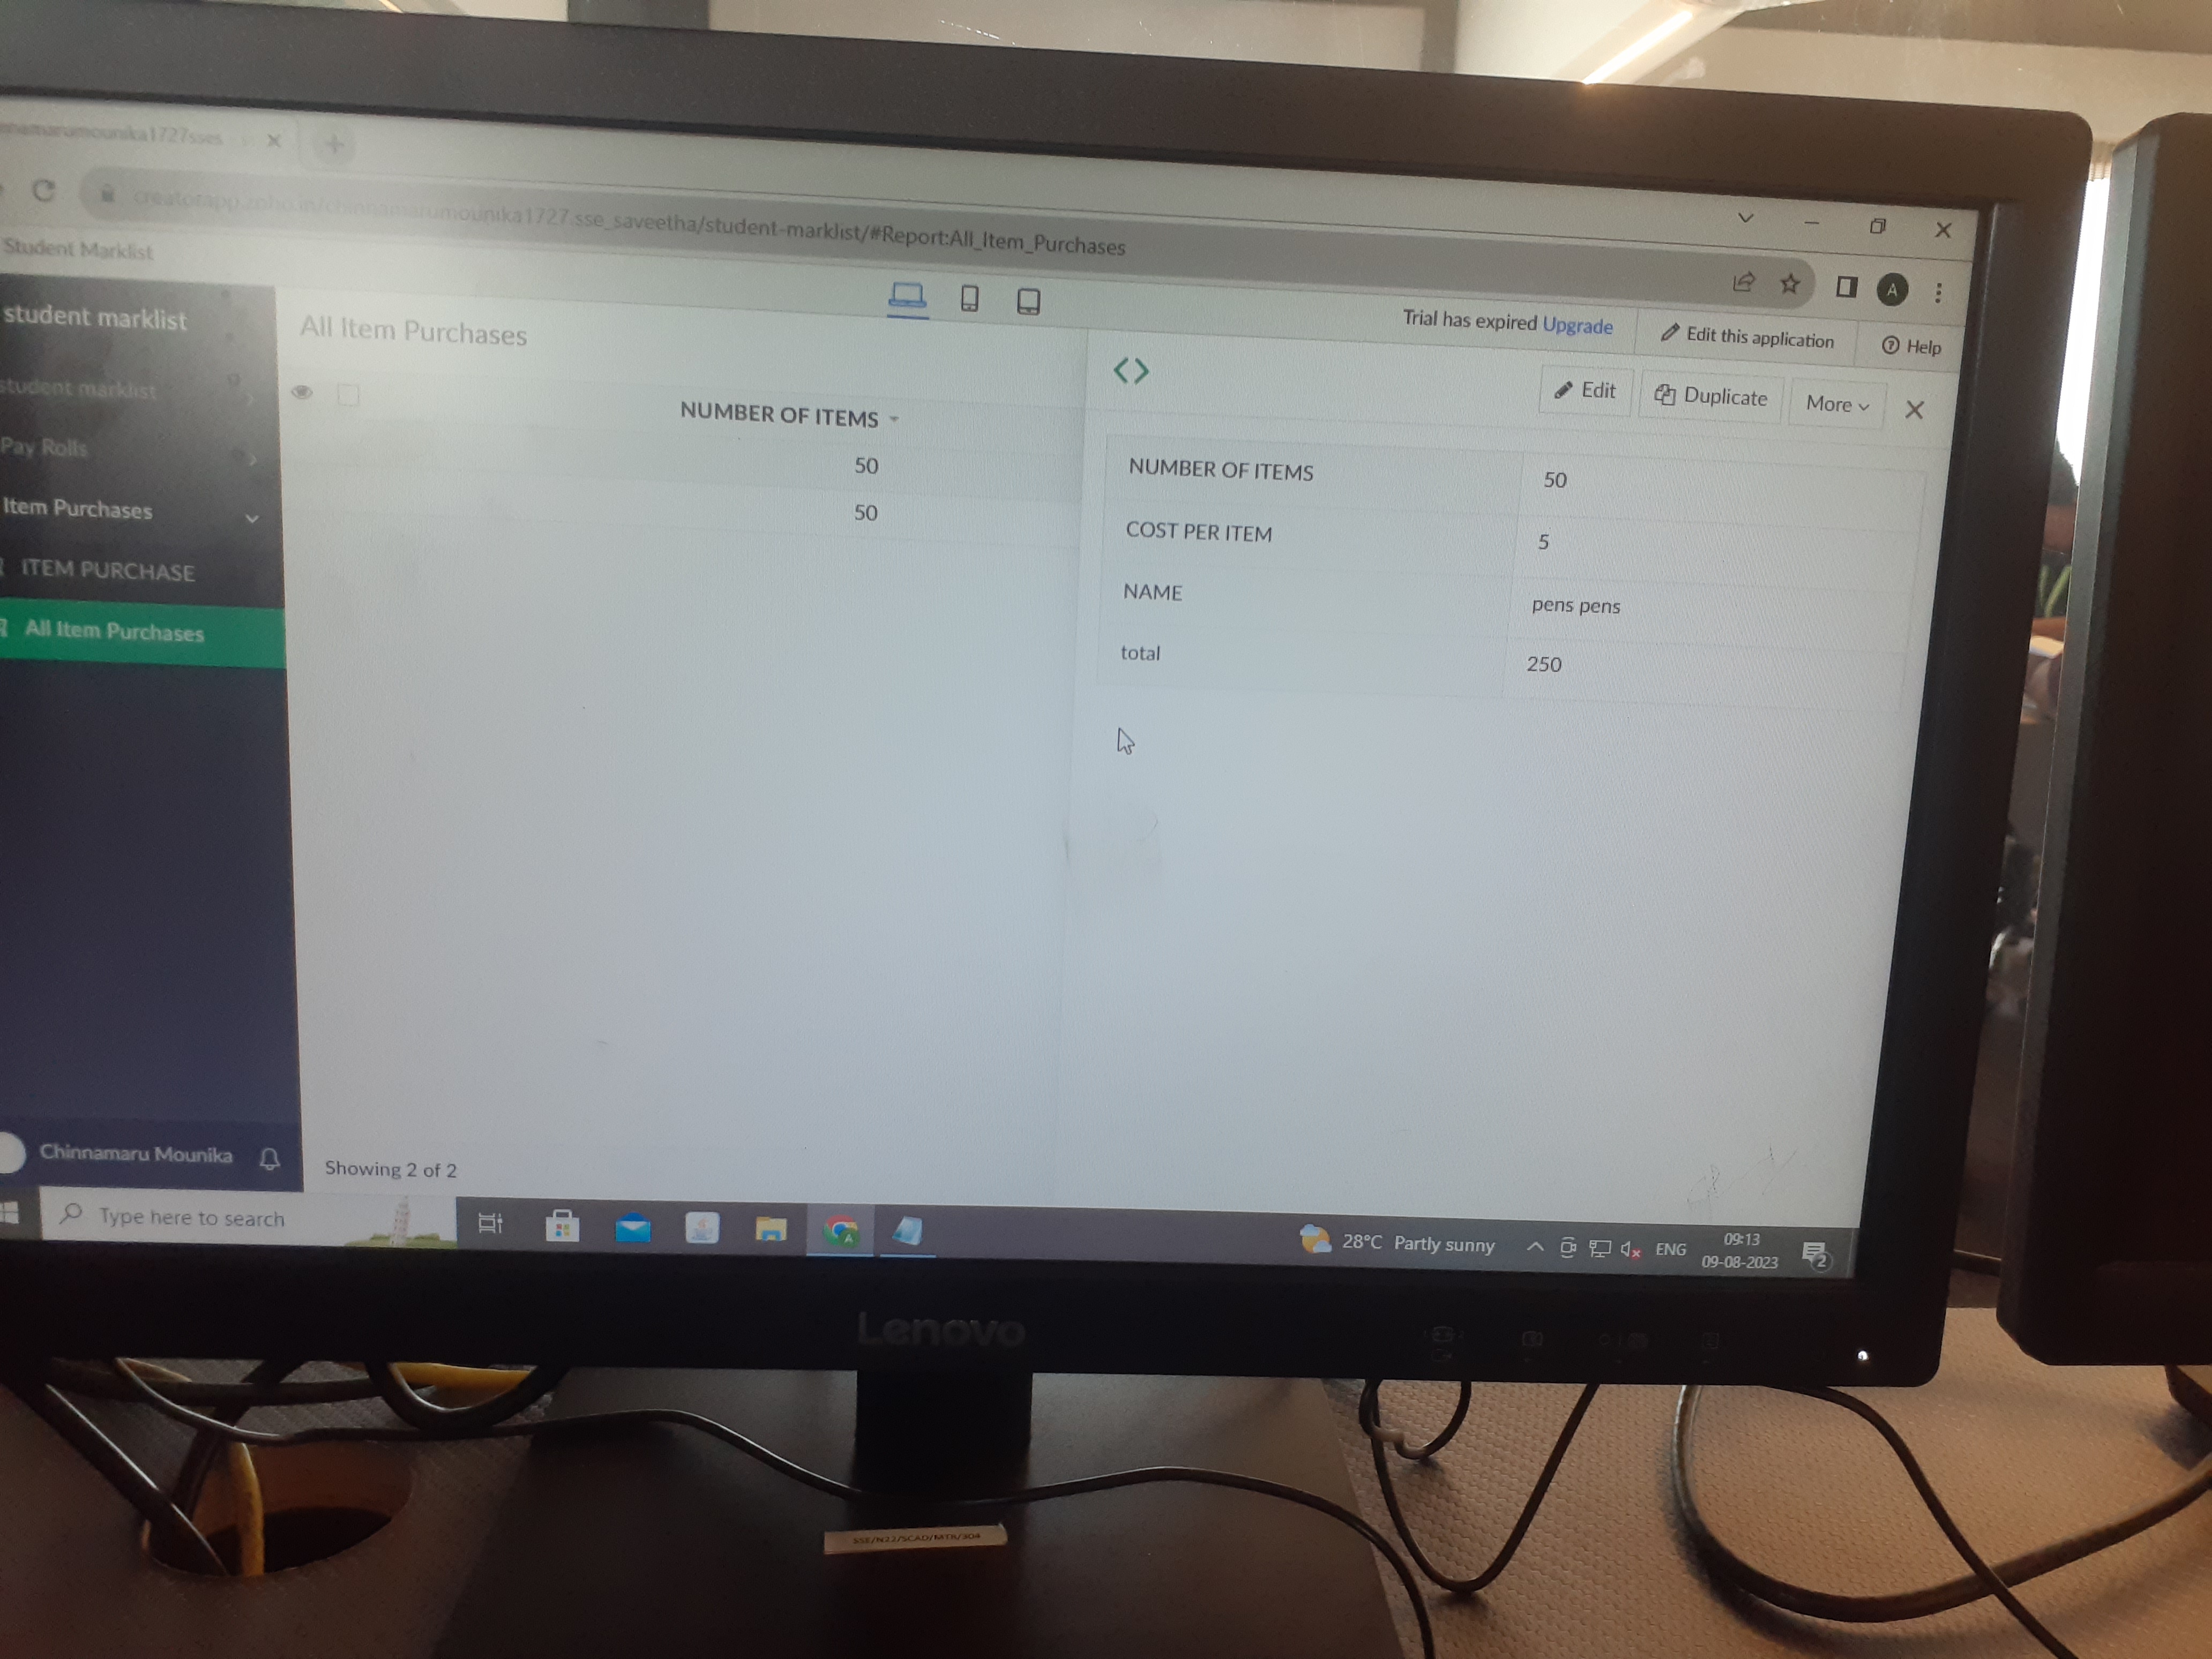 creatorapp.zoho.in/chinnamarumounika1727.sse_saveetha/student-marklist/#Report:All_Item_Purchases
Student Marklist
Trial has expired Upgrade
Edit this application
Help
student marklist
student marklist
Pay Rolls
Item Purchases
ITEM PURCHASE
All Item Purchases
Chinnamaru Mounika
All Item Purchases
NUMBER OF ITEMS
50
50
Showing 2 of 2
Edit
Duplicate
More
NUMBER OF ITEMS 50
COST PER ITEM 5
NAME pens pens
total 250
Type here to search
A
28°C Partly sunny
ENG
09:13
09-08-2023
2
Lenovo
SSE/N22/SCAD/MTR/304